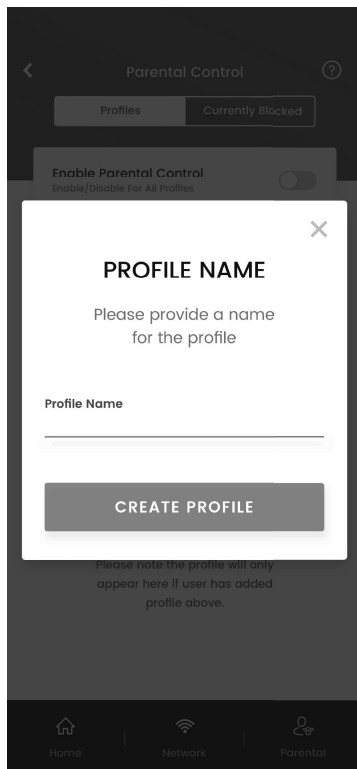 Parental Control
?
Profiles Currently Blocked
Enable Parental Control
Enable/Disable For All Profiles
PROFILE NAME
Please provide a name
for the profile
Profile Name
CREATE PROFILE
Please note the profile will only
appear here if user has added
profile above.
Home Network Parental